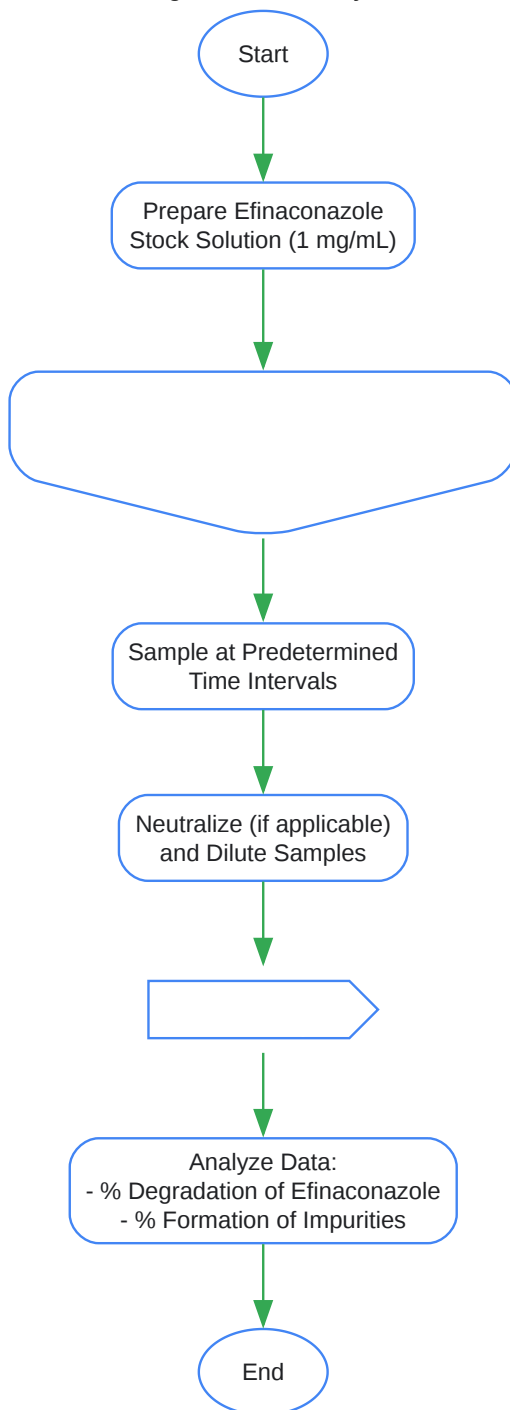 Start
Prepare Efinaconazole
Stock Solution (1 mg/mL)
Sample at Predetermined
Time Intervals
Neutralize (if applicable)
and Dilute Samples
Analyze Data:
- % Degradation of Efinaconazole
- % Formation of Impurities
End